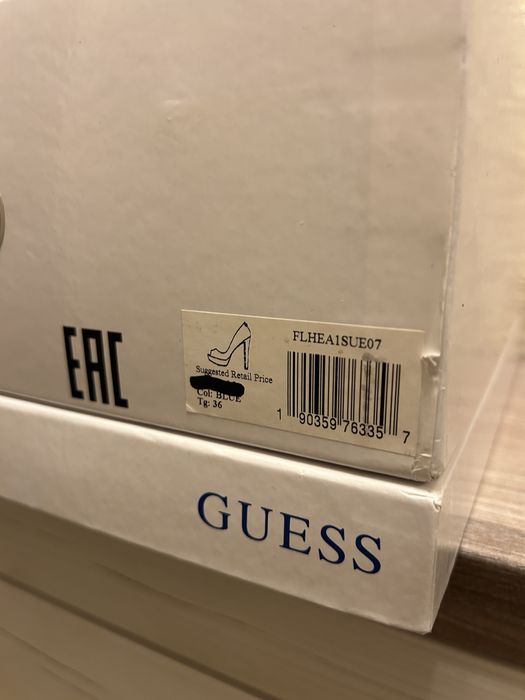 FLHEA1SUE07
Suggested Retail Price
Col: BLUE
Tg: 36
1 90359 76335 7
EAC
GUESS